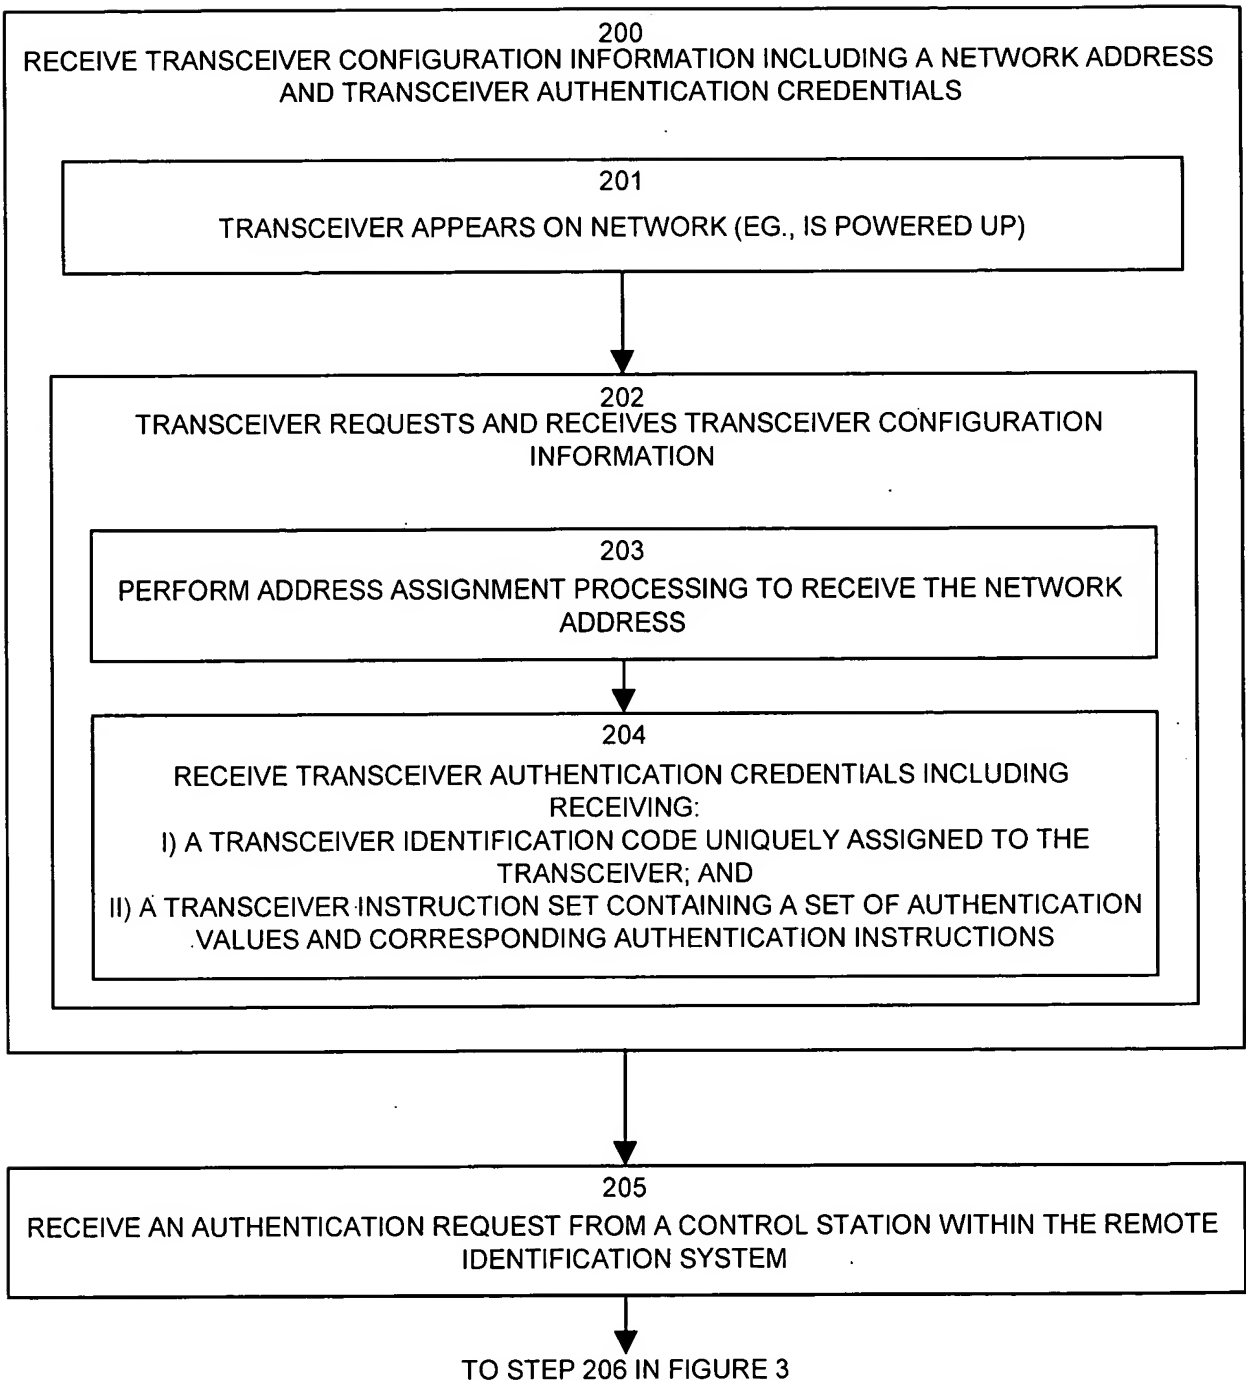 200
RECEIVE TRANSCEIVER CONFIGURATION INFORMATION INCLUDING A NETWORK ADDRESS
AND TRANSCEIVER AUTHENTICATION CREDENTIALS
201
TRANSCEIVER APPEARS ON NETWORK (EG., IS POWERED UP)
202
TRANSCEIVER REQUESTS AND RECEIVES TRANSCEIVER CONFIGURATION
INFORMATION
203
PERFORM ADDRESS ASSIGNMENT PROCESSING TO RECEIVE THE NETWORK
ADDRESS
204
RECEIVE TRANSCEIVER AUTHENTICATION CREDENTIALS INCLUDING
RECEIVING:
I) A TRANSCEIVER IDENTIFICATION CODE UNIQUELY ASSIGNED TO THE
TRANSCEIVER; AND
II) A TRANSCEIVER INSTRUCTION SET CONTAINING A SET OF AUTHENTICATION
VALUES AND CORRESPONDING AUTHENTICATION INSTRUCTIONS
205
RECEIVE AN AUTHENTICATION REQUEST FROM A CONTROL STATION WITHIN THE REMOTE
IDENTIFICATION SYSTEM
TO STEP 206 IN FIGURE 3